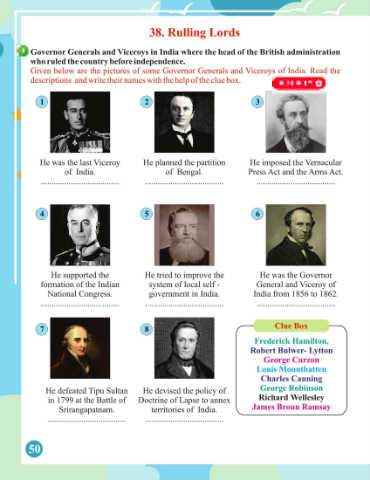 38. Rulling Lords
Governor Generals and Viceroys in India where the head of the British administration
who ruled the country before independence.
Given below are the pictures of some Governor Generals and Viceroys of India. Read the
descriptions and write their names with the help of the clue box.
1
2
3
He was the last Viceroy
of India.
He planned the partition
of Bengal.
He imposed the Vernacular
Press Act and the Arms Act.
4
5
6
He supported the
formation of the Indian
National Congress.
He tried to improve the
system of local self -
government in India.
He was the Governor
General and Viceroy of
India from 1856 to 1862.
7
8
He defeated Tipu Sultan
in 1799 at the Battle of
Srirangapatnam.
He devised the policy of
Doctrine of Lapse to annex
territories of India.
Clue Box
Frederick Hamilton,
Robert Bulwer- Lytton
George Curzon
Louis Mountbatten
Charles Canning
George Robinson
Richard Wellesley
James Broun Ramsay
50